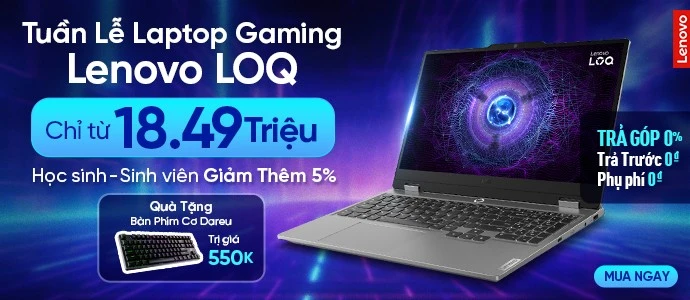 Tuần Lễ Laptop Gaming
Lenovo LOQ
Chỉ từ 18.49 Triệu
Học sinh - Sinh viên Giảm Thêm 5%
Quà Tặng
Bàn Phím Cơ Dareu
Trị giá
550K
Lenovo
LOQ
Lenovo
TRẢ GÓP 0%
Trả Trước 0đ
Phụ phí 0đ
MUA NGAY